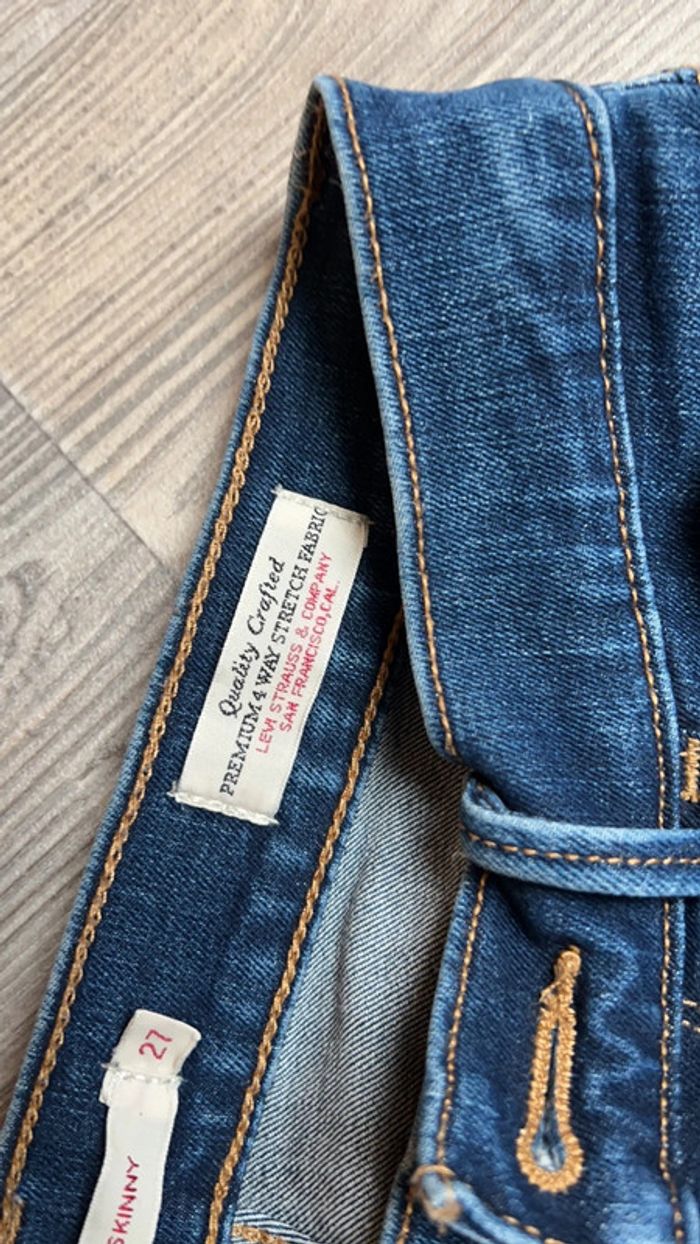 Quality Crafted
PREMIUM 4 WAY STRETCH FABRIC
LEVI STRAUSS & COMPANY
SAN FRANCISCO, CAL.
27
SKINNY